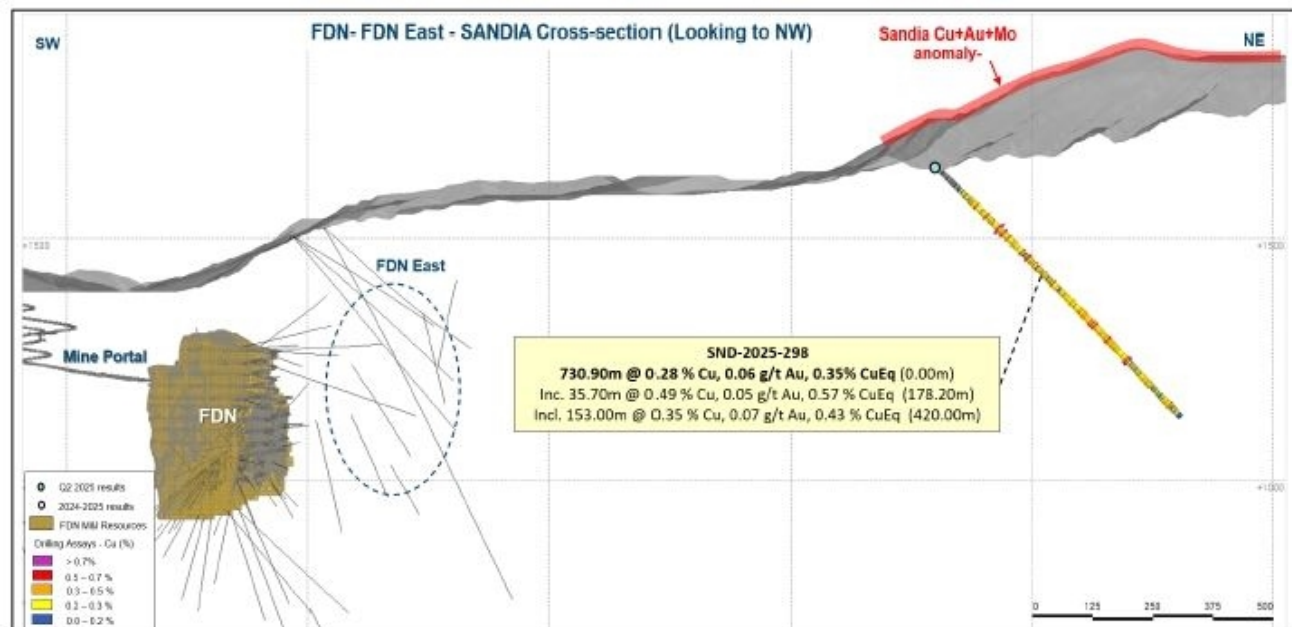 FDN- FDN East - SANDIA Cross-section (Looking to NW)
SW
NE
Sandia Cu+Au+Mo
anomaly-
+1500
+1500
FDN East
Mine Portal
FDN
SND-2025-298
730.90m @ 0.28 % Cu, 0.06 g/t Au, 0.35% CuEq (0.00m)
Inc. 35.70m @ 0.49 % Cu, 0.05 g/t Au, 0.57 % CuEq (178.20m)
Incl. 153.00m @ 0.35 % Cu, 0.07 g/t Au, 0.43 % CuEq (420.00m)
+1000
Q2 2025 results
2024-2025 results
FDN M&I Resources
Drilling Assays - Cu (%)
> 0.7%
0.5 – 0.7 %
0.3 – 0.5 %
0.2 – 0.3 %
0.0 – 0.2 %
0 125 250 375 500